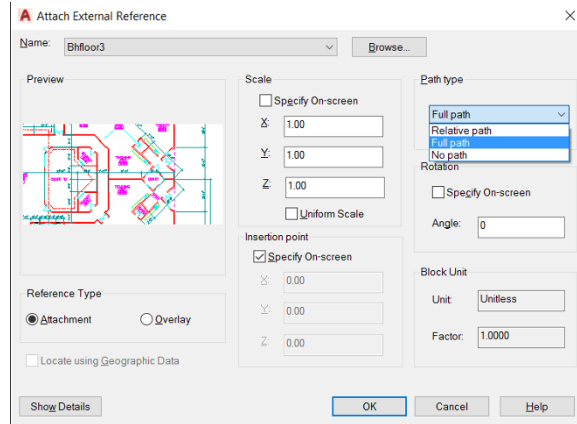 Attach External Reference
Name:
Bhfloor3
Browse...
Preview
Reference Type
Attachment
Overlay
Locate using Geographic Data
Scale
Specify On-screen
X: 1.00
Y: 1.00
Z: 1.00
Uniform Scale
Insertion point
Specify On-screen
X: 0.00
Y: 0.00
Z: 0.00
Path type
Full path
Relative path
Full path
No path
Rotation
Specify On-screen
Angle: 0
Block Unit
Unit: Unitless
Factor: 1.0000
Show Details
OK
Cancel
Help